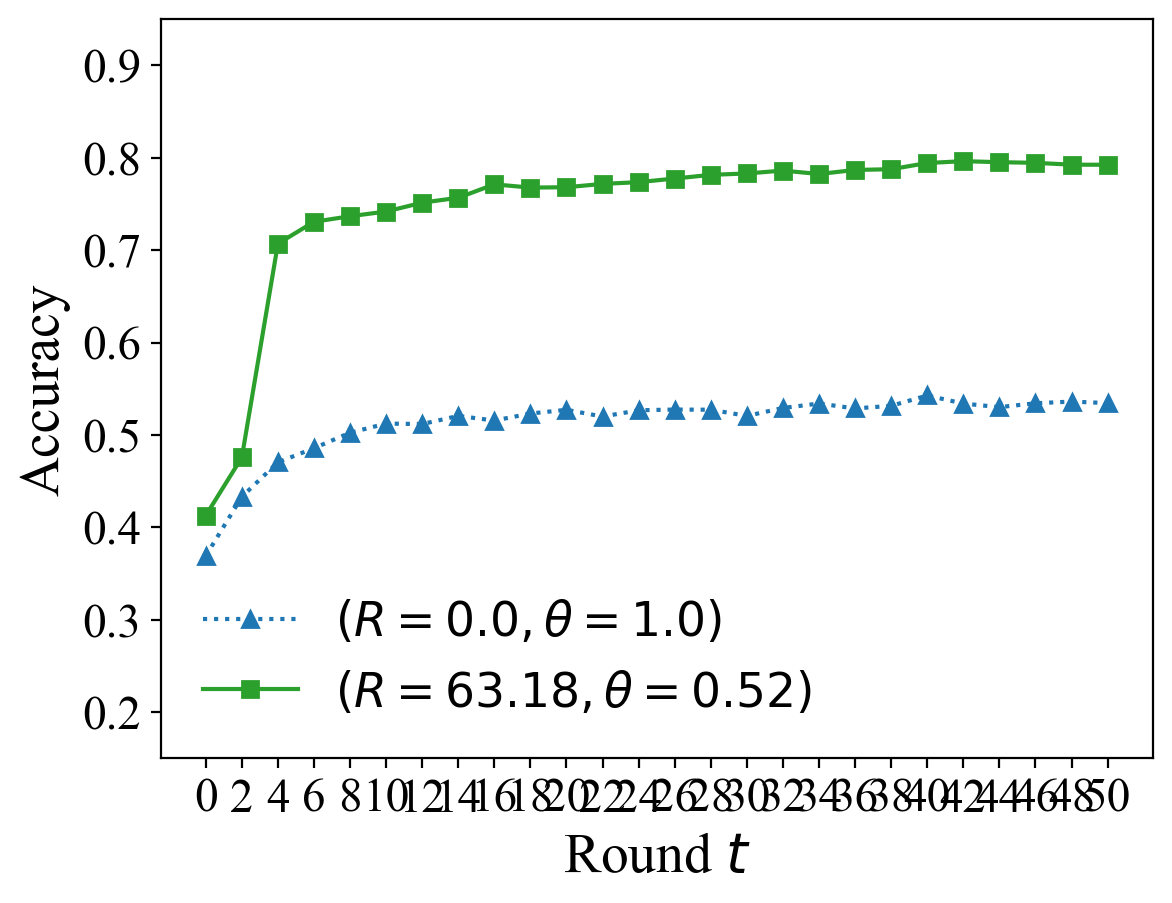 0.9
0.8
0.7
0.6
0.5
0.4
0.3
0.2
Accuracy
(R = 0.0, θ = 1.0)
(R = 63.18, θ = 0.52)
0 2 4 6 8 10 12 14 16 18 20 22 24 26 28 30 32 34 36 38 40 42 44 46 48 50
Round t